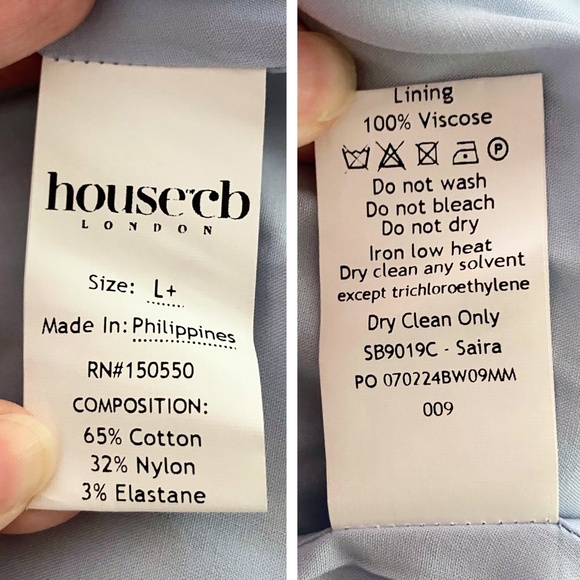 house cb
LONDON
Size: L+
Made In: Philippines
RN#150550
COMPOSITION:
65% Cotton
32% Nylon
3% Elastane
Lining
100% Viscose
P
Do not wash
Do not bleach
Do not dry
Iron low heat
Dry clean any solvent
except trichloroethylene
Dry Clean Only
SB9019C - Saira
PO 070224BW09MM
009